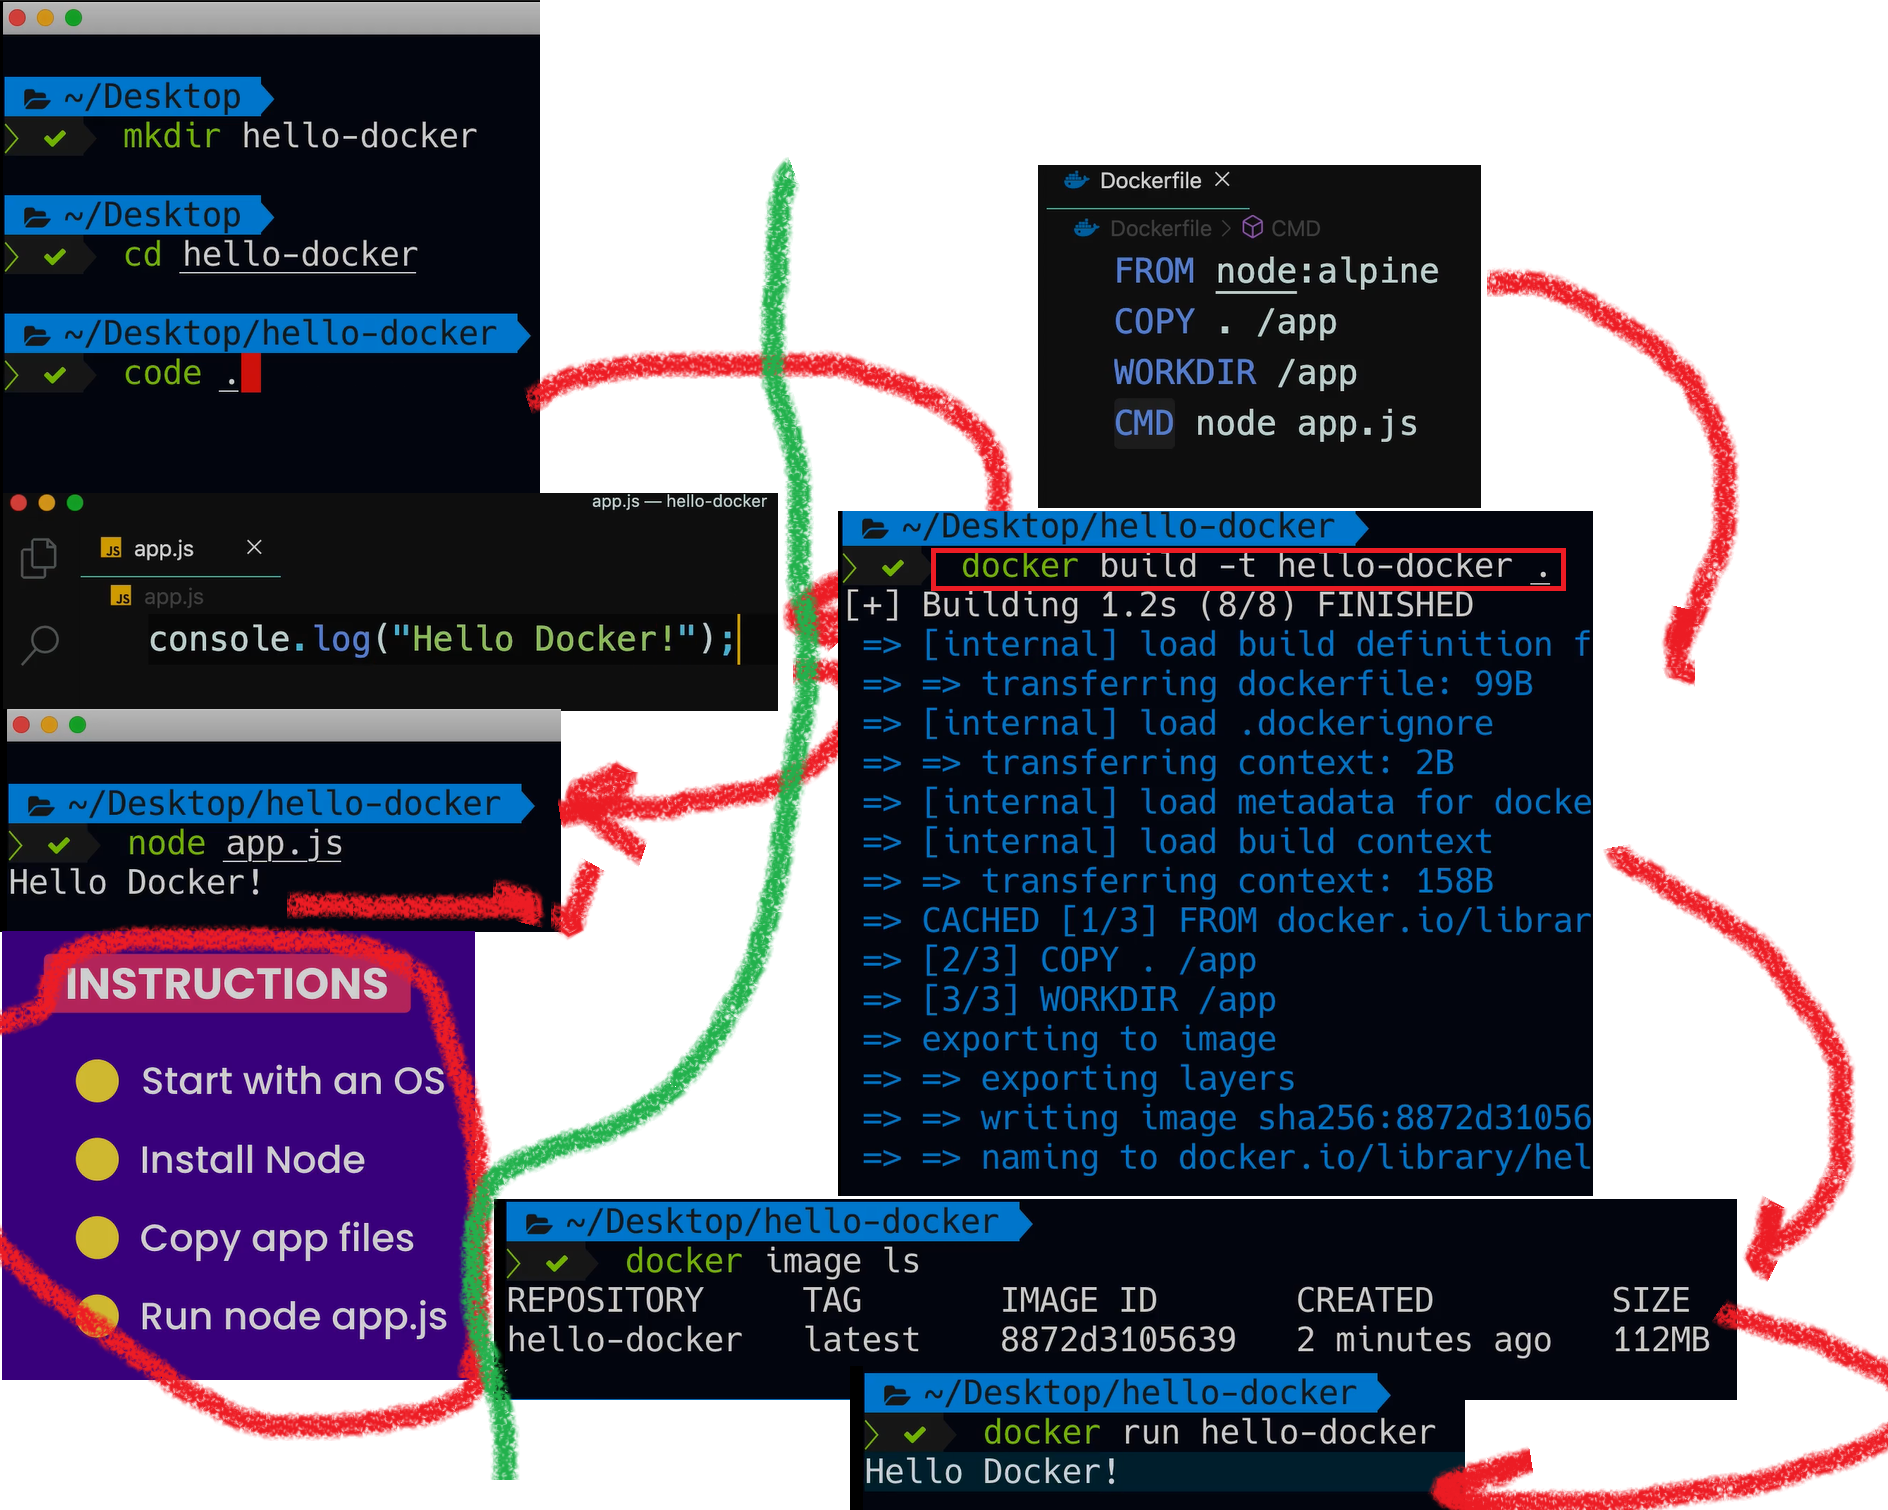 ~/Desktop
mkdir hello-docker
~/Desktop
cd hello-docker
~/Desktop/hello-docker
code .
app.js — hello-docker
JS app.js
JS app.js
console.log("Hello Docker!");
~/Desktop/hello-docker
node app.js
Hello Docker!
INSTRUCTIONS
Start with an OS
Install Node
Copy app files
Run node app.js
Dockerfile
Dockerfile > CMD
FROM node:alpine
COPY . /app
WORKDIR /app
CMD node app.js
~/Desktop/hello-docker
docker build -t hello-docker .
[+] Building 1.2s (8/8) FINISHED
=> [internal] load build definition f
=> => transferring dockerfile: 99B
=> [internal] load .dockerignore
=> => transferring context: 2B
=> [internal] load metadata for docke
=> [internal] load build context
=> => transferring context: 158B
=> CACHED [1/3] FROM docker.io/librar
=> [2/3] COPY . /app
=> [3/3] WORKDIR /app
=> exporting to image
=> => exporting layers
=> => writing image sha256:8872d31056
=> => naming to docker.io/library/hel
~/Desktop/hello-docker
docker image ls
REPOSITORY TAG IMAGE ID CREATED SIZE
hello-docker latest 8872d3105639 2 minutes ago 112MB
~/Desktop/hello-docker
docker run hello-docker
Hello Docker!